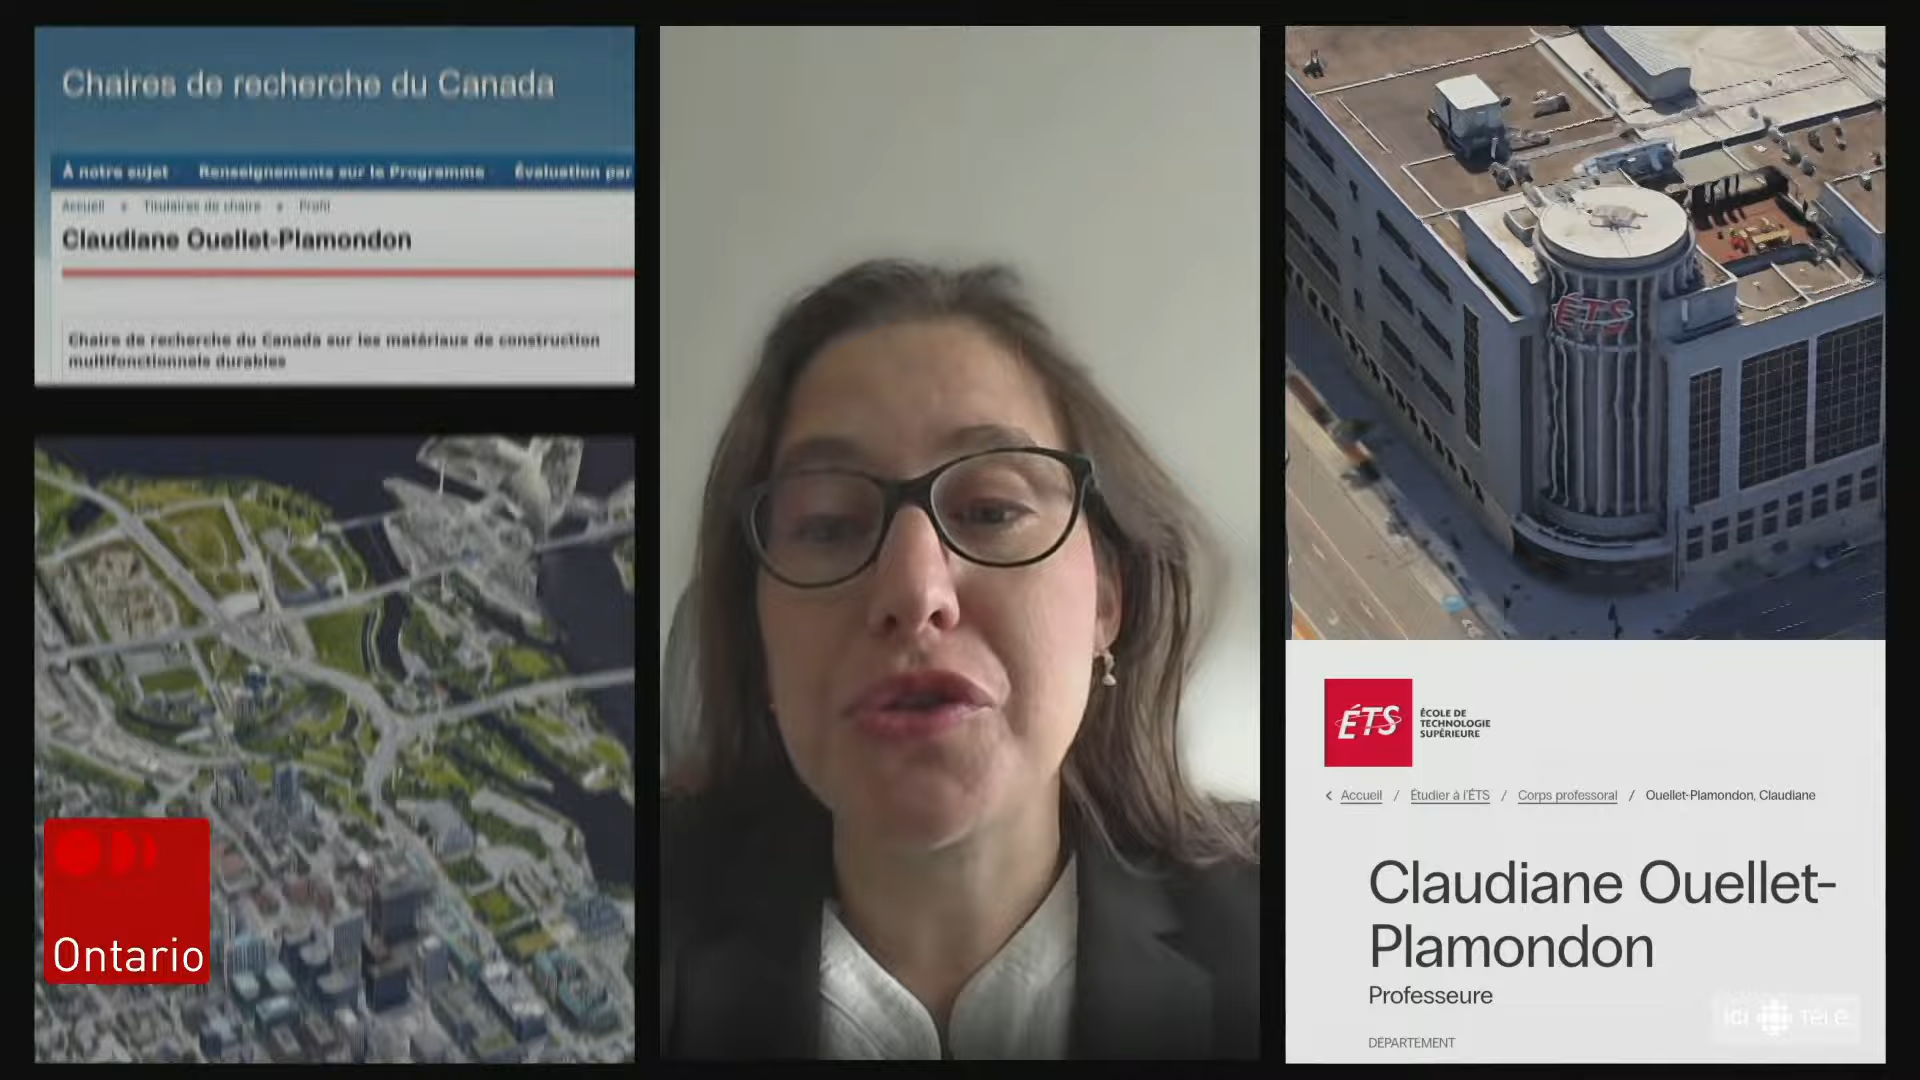 Chaires de recherche du Canada
À notre sujet Renseignements sur le Programme Évaluation par
Accueil Titulaires de chaire Profil
Claudiane Ouellet-Plamondon
Chaire de recherche du Canada sur les matériaux de construction
multifonctionnels durables
Ontario
ÉTS
ÉTS
ÉCOLE DE
TECHNOLOGIE
SUPÉRIEURE
< Accueil / Étudier à l'ÉTS / Corps professoral / Ouellet-Plamondon, Claudiane
Claudiane Ouellet-
Plamondon
Professeure
DÉPARTEMENT
ICI TÉLÉ